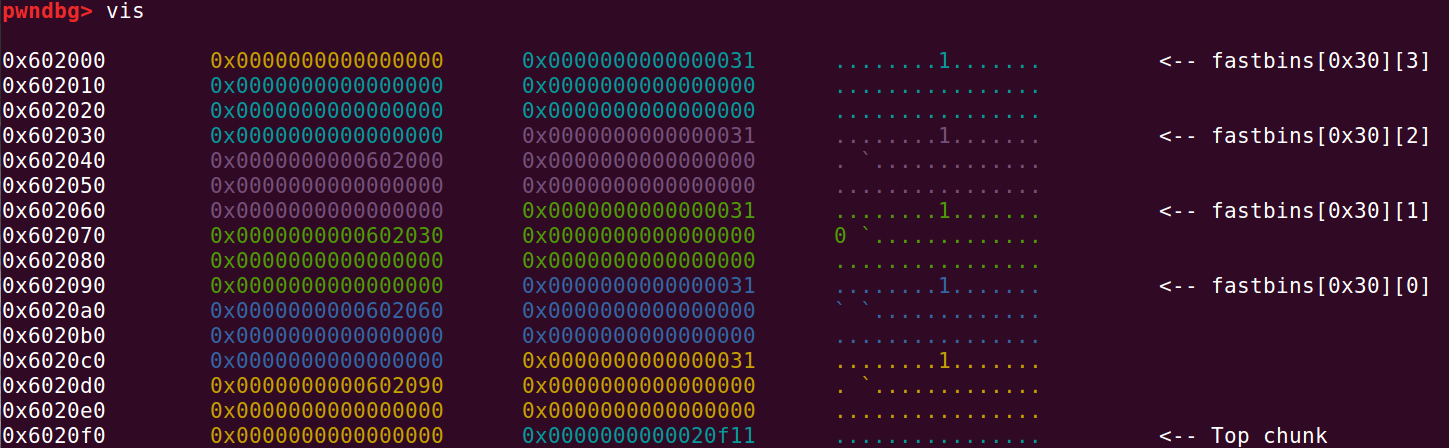 pwndbg> vis
0x602000 0x0000000000000000 0x0000000000000031 ........1....... <-- fastbins[0x30][3]
0x602010 0x0000000000000000 0x0000000000000000 ................
0x602020 0x0000000000000000 0x0000000000000000 ................
0x602030 0x0000000000000000 0x0000000000000031 ........1....... <-- fastbins[0x30][2]
0x602040 0x0000000000602000 0x0000000000000000 . `.............
0x602050 0x0000000000000000 0x0000000000000000 ................
0x602060 0x0000000000000000 0x0000000000000031 ........1....... <-- fastbins[0x30][1]
0x602070 0x0000000000602030 0x0000000000000000 0 `.............
0x602080 0x0000000000000000 0x0000000000000000 ................
0x602090 0x0000000000000000 0x0000000000000031 ........1....... <-- fastbins[0x30][0]
0x6020a0 0x0000000000602060 0x0000000000000000 ` `.............
0x6020b0 0x0000000000000000 0x0000000000000000 ................
0x6020c0 0x0000000000000000 0x0000000000000031 ........1.......
0x6020d0 0x0000000000602090 0x0000000000000000 . `.............
0x6020e0 0x0000000000000000 0x0000000000000000 ................
0x6020f0 0x0000000000000000 0x0000000000020f11 ................ <-- Top chunk